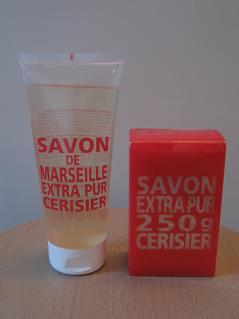 SAVON
DE
MARSEILLE
EXTRA PUR
CERISIER
SAVON
EXTRA PUR
250g
CERISIER